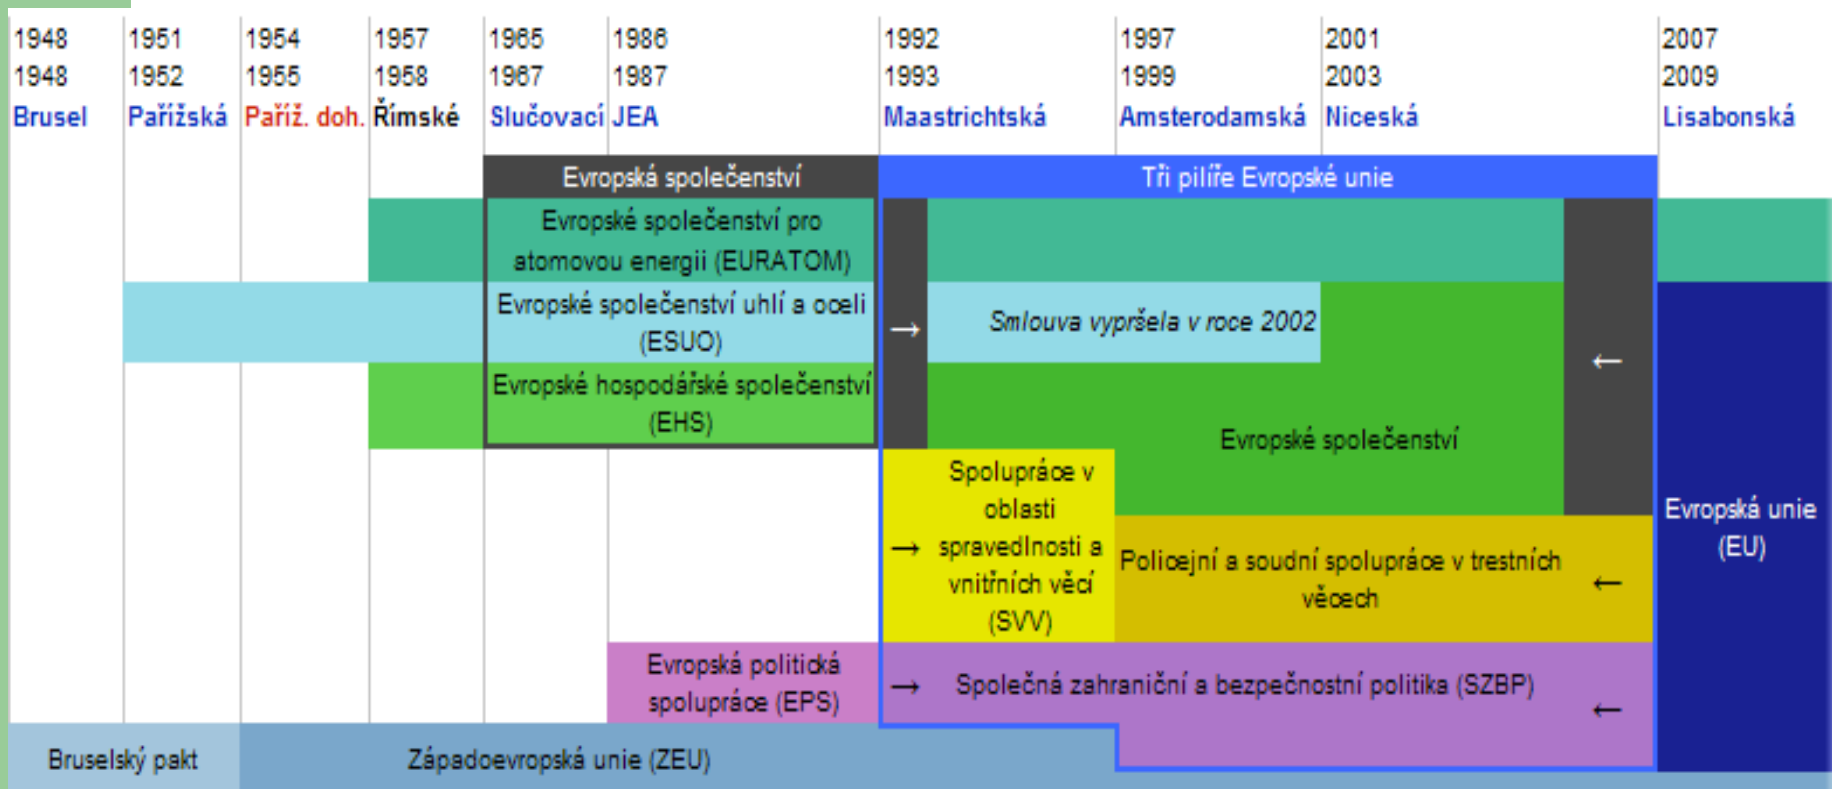 1948 1951 1954 1957 1965 1986 1992 1997 2001 2007
1948 1952 1955 1958 1967 1987 1993 1999 2003 2009
Brusel Pařížská Paříž. doh. Římské Slučovací JEA Maastrichtská Amsterodamská Niceská Lisabonská
Evropská společenství
Tři pilíře Evropské unie
Evropské společenství pro
atomovou energii (EURATOM)
Evropské společenství uhlí a oceli
(ESUO)
→
Smlouva vypršela v roce 2002
←
Evropské hospodářské společenství
(EHS)
Evropské společenství
Spolupráce v
oblasti
→ spravedlnosti a
vnitřních věcí
(SVV)
Policejní a soudní spolupráce v trestních
věcech
←
Evropská unie
(EU)
Evropská politická
spolupráce (EPS)
→ Společná zahraniční a bezpečnostní politika (SZBP)
←
Bruselský pakt
Západoevropská unie (ZEU)